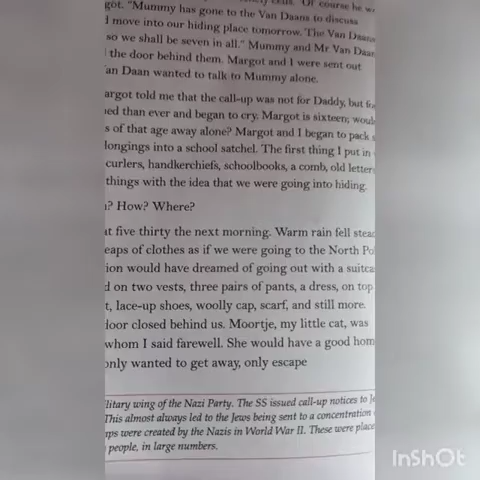 Of course he w
got. "Mummy has gone to the Van Daans to discuss
move into our hiding place tomorrow. The Van Daans
so we shall be seven in all." Mummy and Mr Van Daan
the door behind them. Margot and I were sent out
an Daan wanted to talk to Mummy alone.
argot told me that the call-up was not for Daddy, but fo
ed than ever and began to cry. Margot is sixteen; woul
s of that age away alone? Margot and I began to pack s
longings into a school satchel. The first thing I put in
curlers, handkerchiefs, schoolbooks, a comb, old letter
things with the idea that we were going into hiding.
? How? Where?
at five thirty the next morning. Warm rain fell stead
eaps of clothes as if we were going to the North Po
ion would have dreamed of going out with a suitca
d on two vests, three pairs of pants, a dress, on top
t, lace-up shoes, woolly cap, scarf, and still more.
oor closed behind us. Moortje, my little cat, was
whom I said farewell. She would have a good hom
only wanted to get away, only escape
litary wing of the Nazi Party. The SS issued call-up notices to Je
This almost always led to the Jews being sent to a concentration
ps were created by the Nazis in World War II. These were place
people, in large numbers.
InShOt